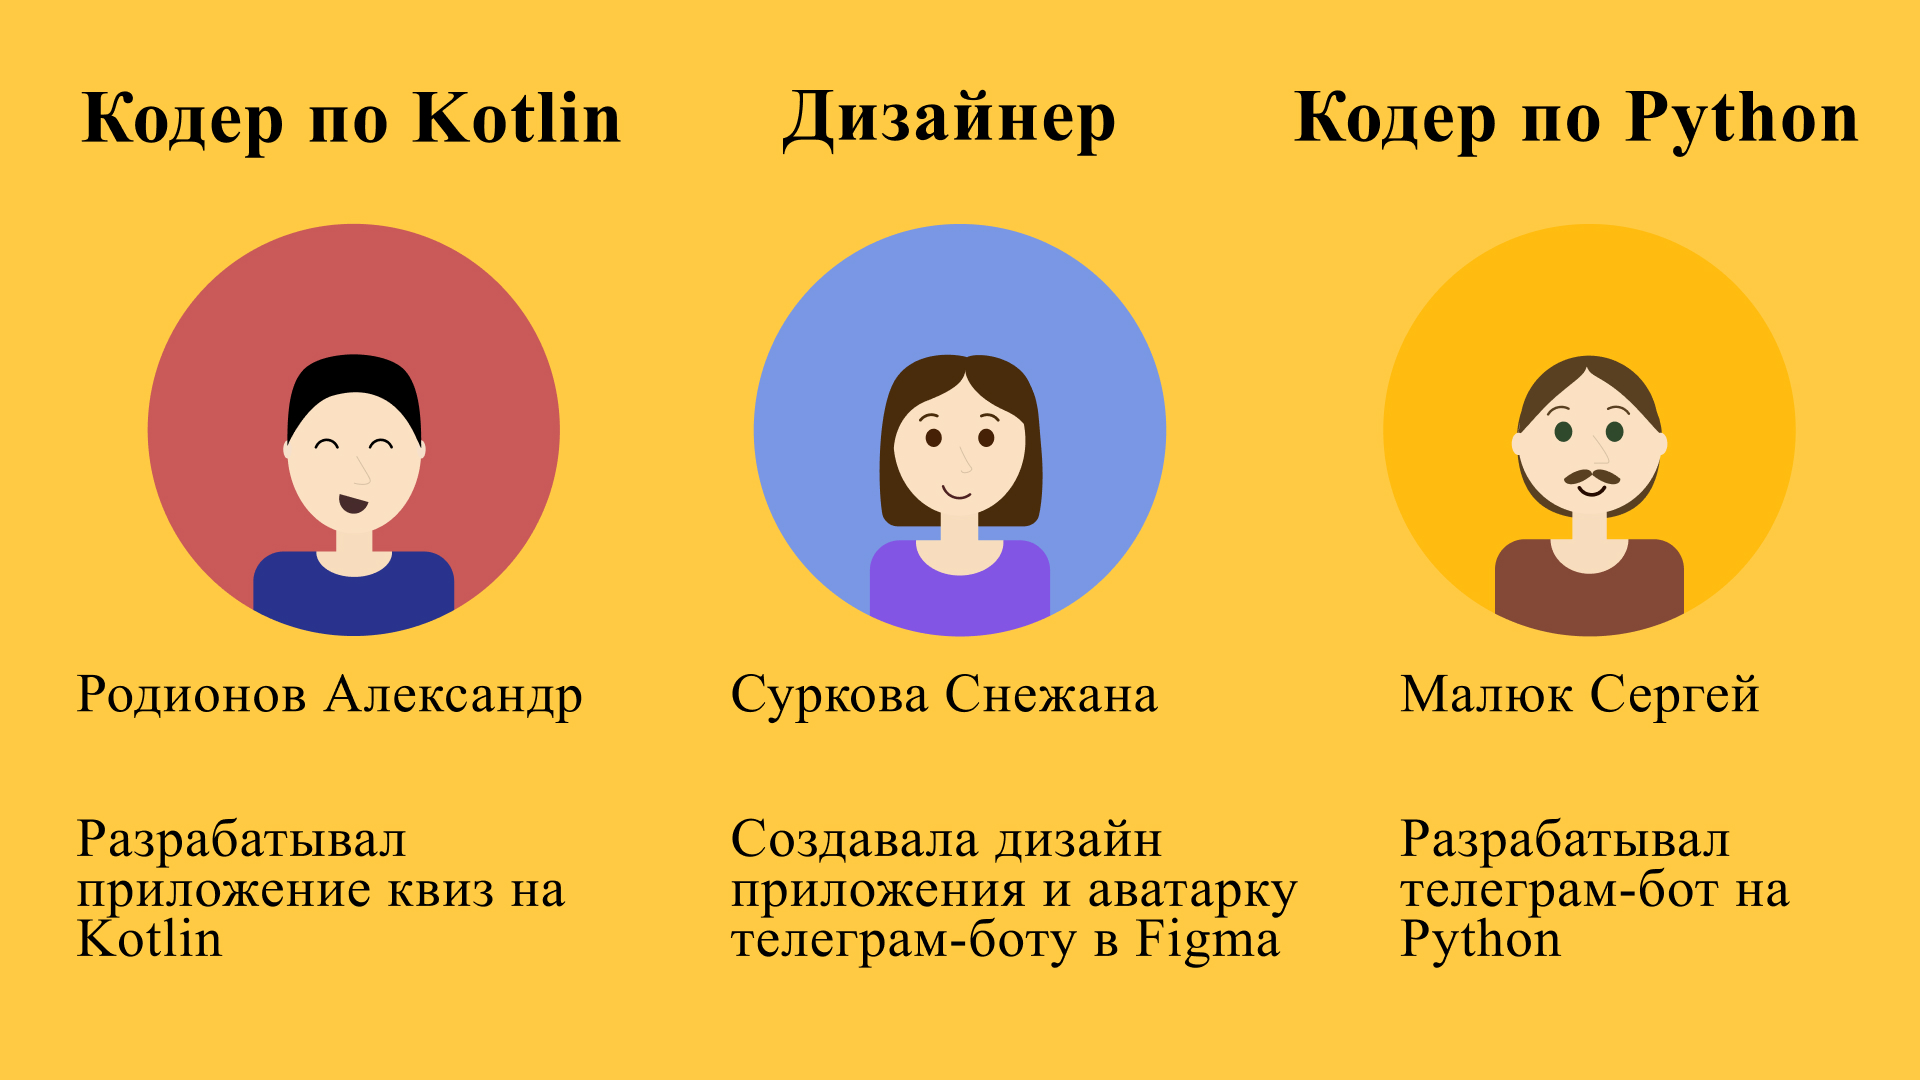 Кодер по Kotlin
Дизайнер
Кодер по Python
Родионов Александр
Суркова Снежана
Малюк Сергей
Разрабатывал
приложение квиз на
Kotlin
Создавала дизайн
приложения и аватарку
телеграм-боту в Figma
Разрабатывал
телеграм-бот на
Python